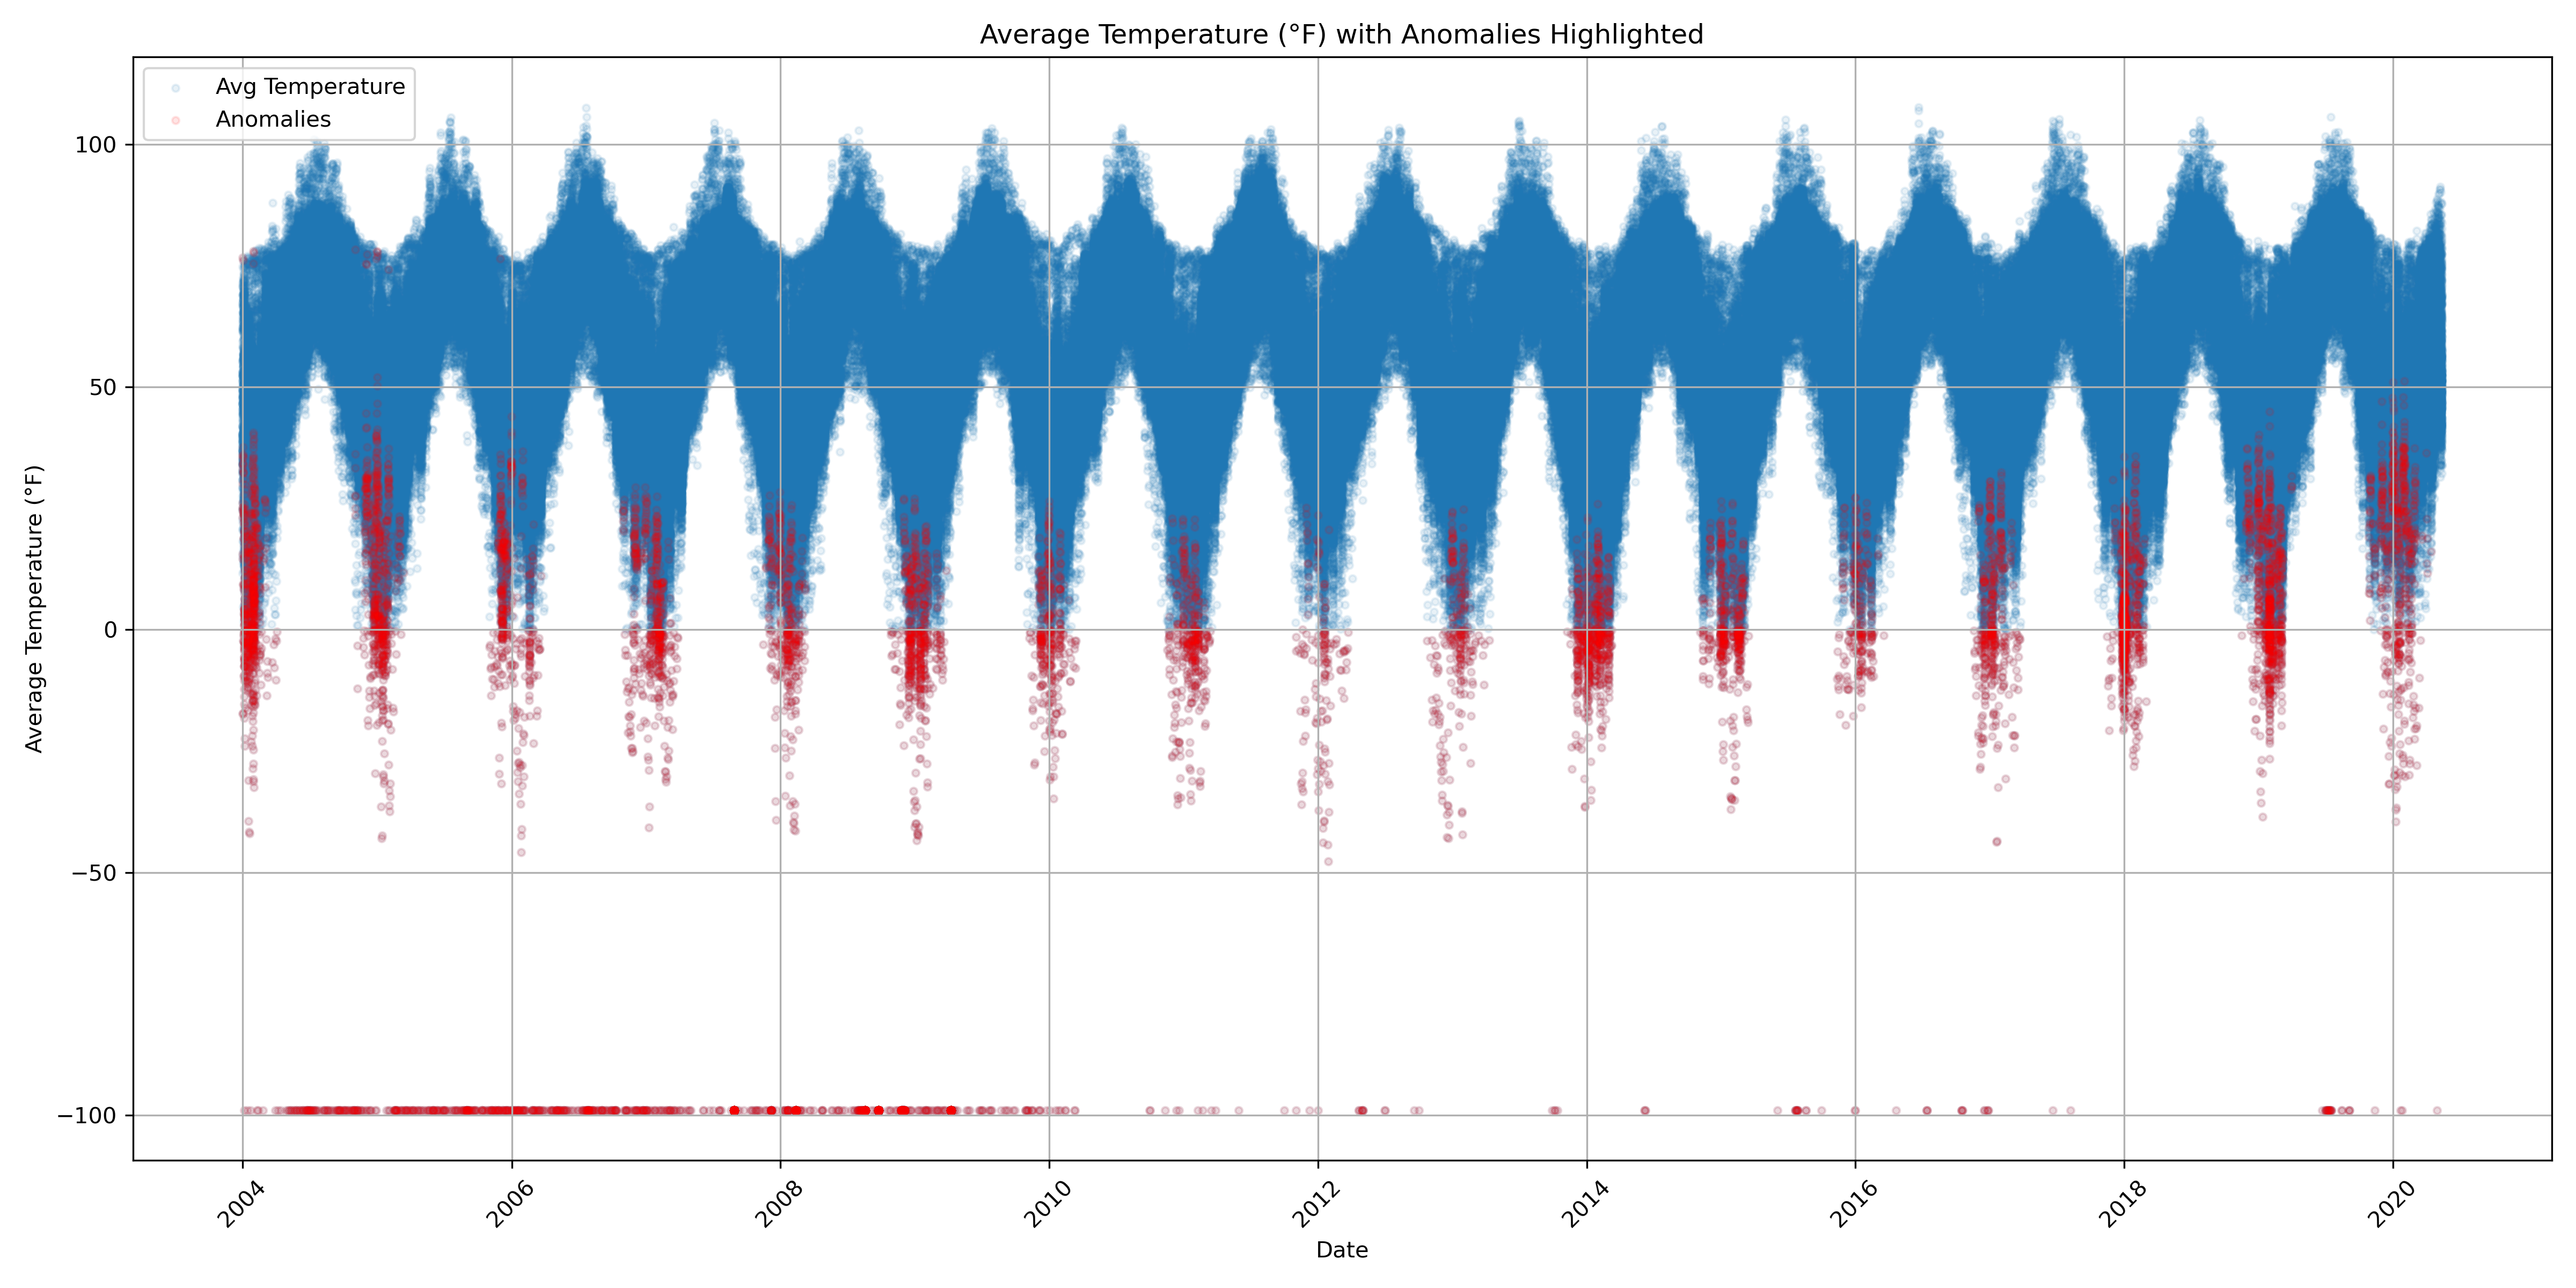 Average Temperature (°F) with Anomalies Highlighted
Avg Temperature
Anomalies
100
50
0
−50
−100
Average Temperature (°F)
2004
2006
2008
2010
2012
2014
2016
2018
2020
Date